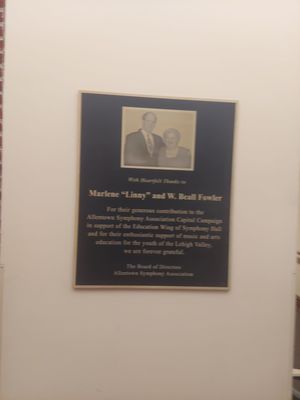 With Heartfelt Thanks to
Marlene "Linny" and W. Beall Fowler
For their generous contribution to the
Allentown Symphony Association Capital Campaign
in support of the Education Wing of Symphony Hall
and for their enthusiastic support of music and arts
education for the youth of the Lehigh Valley,
we are forever grateful.
The Board of Directors
Allentown Symphony Association